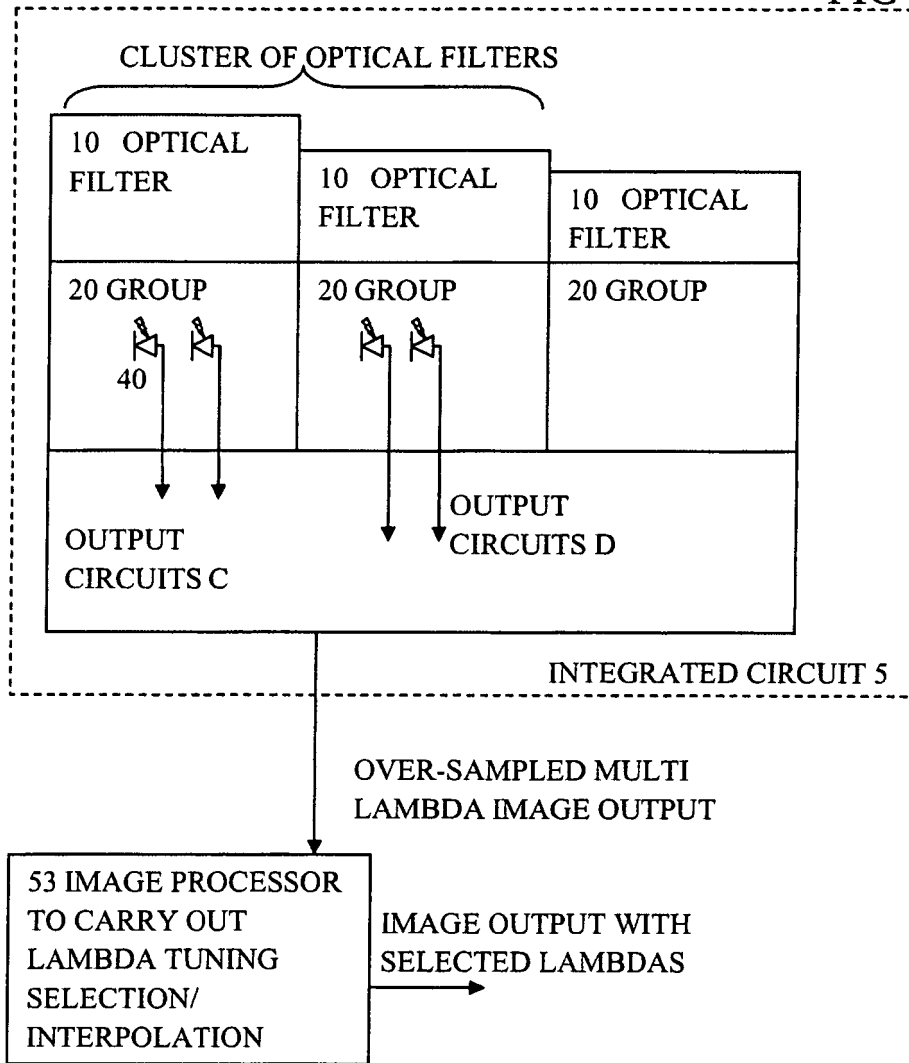 FIG
CLUSTER OF OPTICAL FILTERS
10 OPTICAL
FILTER
10 OPTICAL
FILTER
10 OPTICAL
FILTER
20 GROUP
20 GROUP
20 GROUP
40
OUTPUT
CIRCUITS C
OUTPUT
CIRCUITS D
INTEGRATED CIRCUIT 5
OVER-SAMPLED MULTI
LAMBDA IMAGE OUTPUT
53 IMAGE PROCESSOR
TO CARRY OUT
LAMBDA TUNING
SELECTION/
INTERPOLATION
IMAGE OUTPUT WITH
SELECTED LAMBDAS